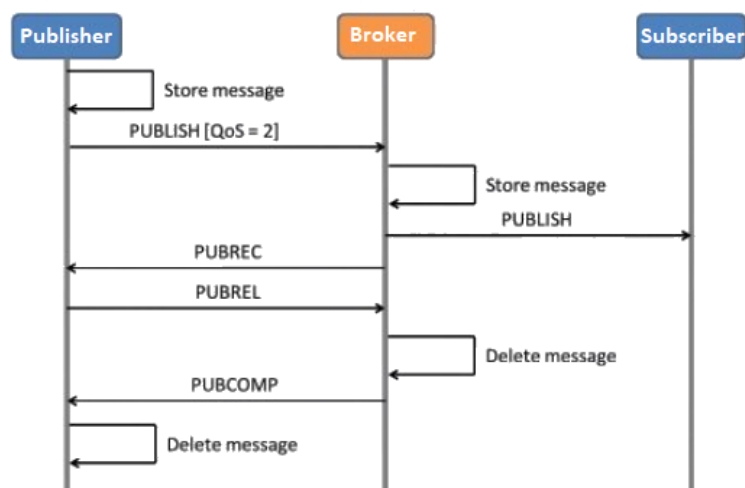 Publisher
Broker
Subscriber
Store message
PUBLISH [QoS = 2]
Store message
PUBLISH
PUBREC
PUBREL
Delete message
PUBCOMP
Delete message